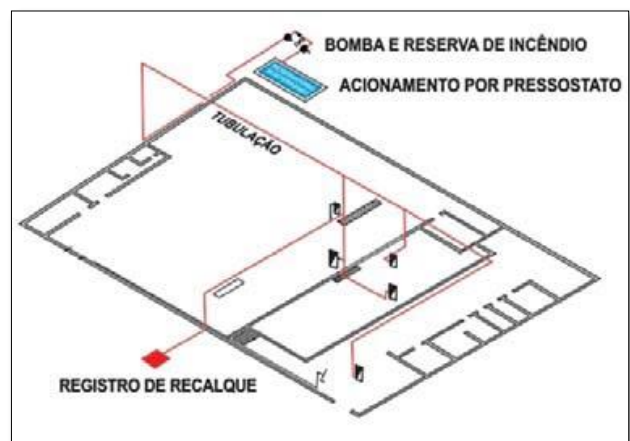 BOMBA E RESERVA DE INCÊNDIO
ACIONAMENTO POR PRESSOSTATO
TUBULAÇÃO
REGISTRO DE RECALQUE